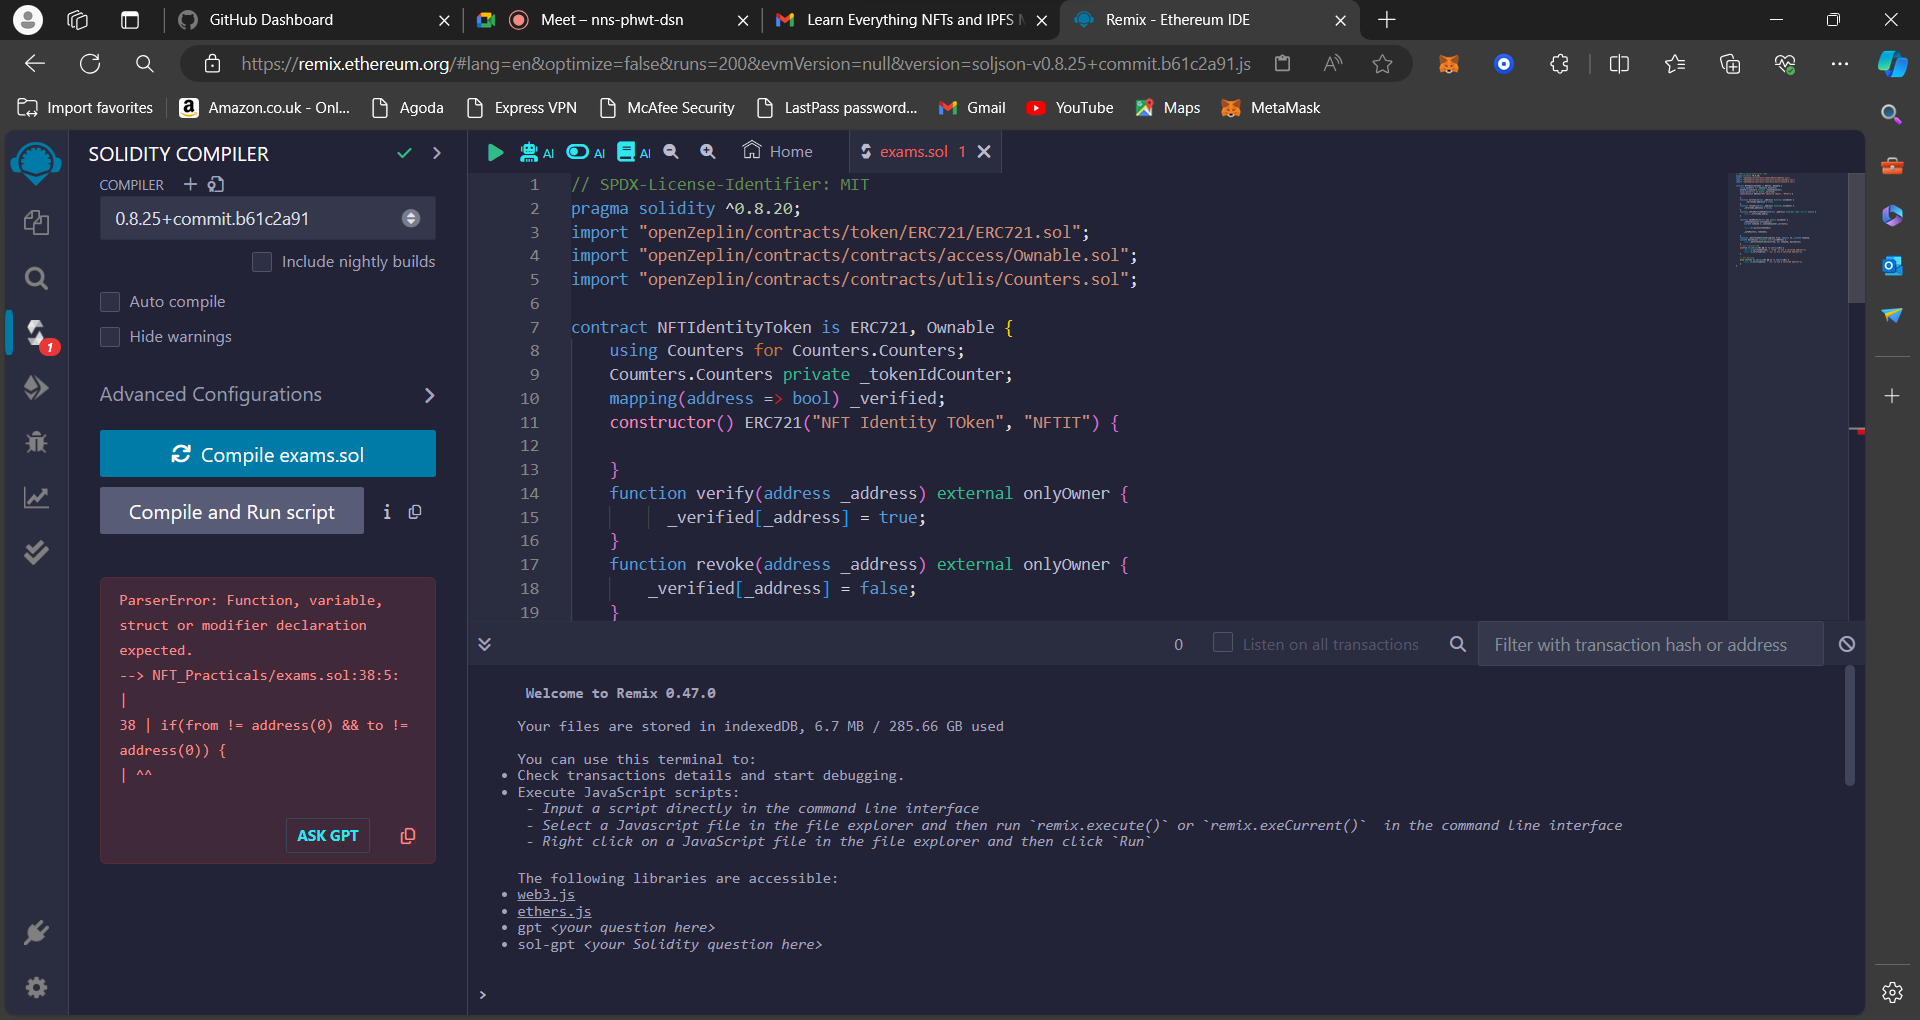 GitHub Dashboard
Meet – nns-phwt-dsn
Learn Everything NFTs and IPFS
Remix - Ethereum IDE
https://remix.ethereum.org/#lang=en&optimize=false&runs=200&evmVersion=null&version=soljson-v0.8.25+commit.b61c2a91.js
Import favorites
Amazon.co.uk - Onl...
Agoda
Express VPN
McAfee Security
LastPass password...
Gmail
YouTube
Maps
MetaMask
SOLIDITY COMPILER
COMPILER
0.8.25+commit.b61c2a91
Include nightly builds
Auto compile
Hide warnings
1
Advanced Configurations
Compile exams.sol
Compile and Run script
ParserError: Function, variable,
struct or modifier declaration
expected.
--> NFT_Practicals/exams.sol:38:5:
|
38 | if(from != address(0) && to !=
address(0)) {
| ^^
ASK GPT
AI
AI
AI
Home
exams.sol 1
1 // SPDX-License-Identifier: MIT
2 pragma solidity ^0.8.20;
3 import "openZeplin/contracts/token/ERC721/ERC721.sol";
4 import "openZeplin/contracts/contracts/access/Ownable.sol";
5 import "openZeplin/contracts/contracts/utlis/Counters.sol";
6
7 contract NFTIdentityToken is ERC721, Ownable {
8 using Counters for Counters.Counters;
9 Coumters.Counters private _tokenIdCounter;
10 mapping(address => bool) _verified;
11 constructor() ERC721("NFT Identity TOken", "NFTIT") {
12
13 }
14 function verify(address _address) external onlyOwner {
15 _verified[_address] = true;
16 }
17 function revoke(address _address) external onlyOwner {
18 _verified[_address] = false;
19 }
0
Listen on all transactions
Filter with transaction hash or address
Welcome to Remix 0.47.0
Your files are stored in indexedDB, 6.7 MB / 285.66 GB used
You can use this terminal to:
• Check transactions details and start debugging.
• Execute JavaScript scripts:
- Input a script directly in the command line interface
- Select a Javascript file in the file explorer and then run `remix.execute()` or `remix.exeCurrent()` in the command line interface
- Right click on a JavaScript file in the file explorer and then click `Run`
The following libraries are accessible:
• web3.js
• ethers.js
• gpt <your question here>
• sol-gpt <your Solidity question here>
>